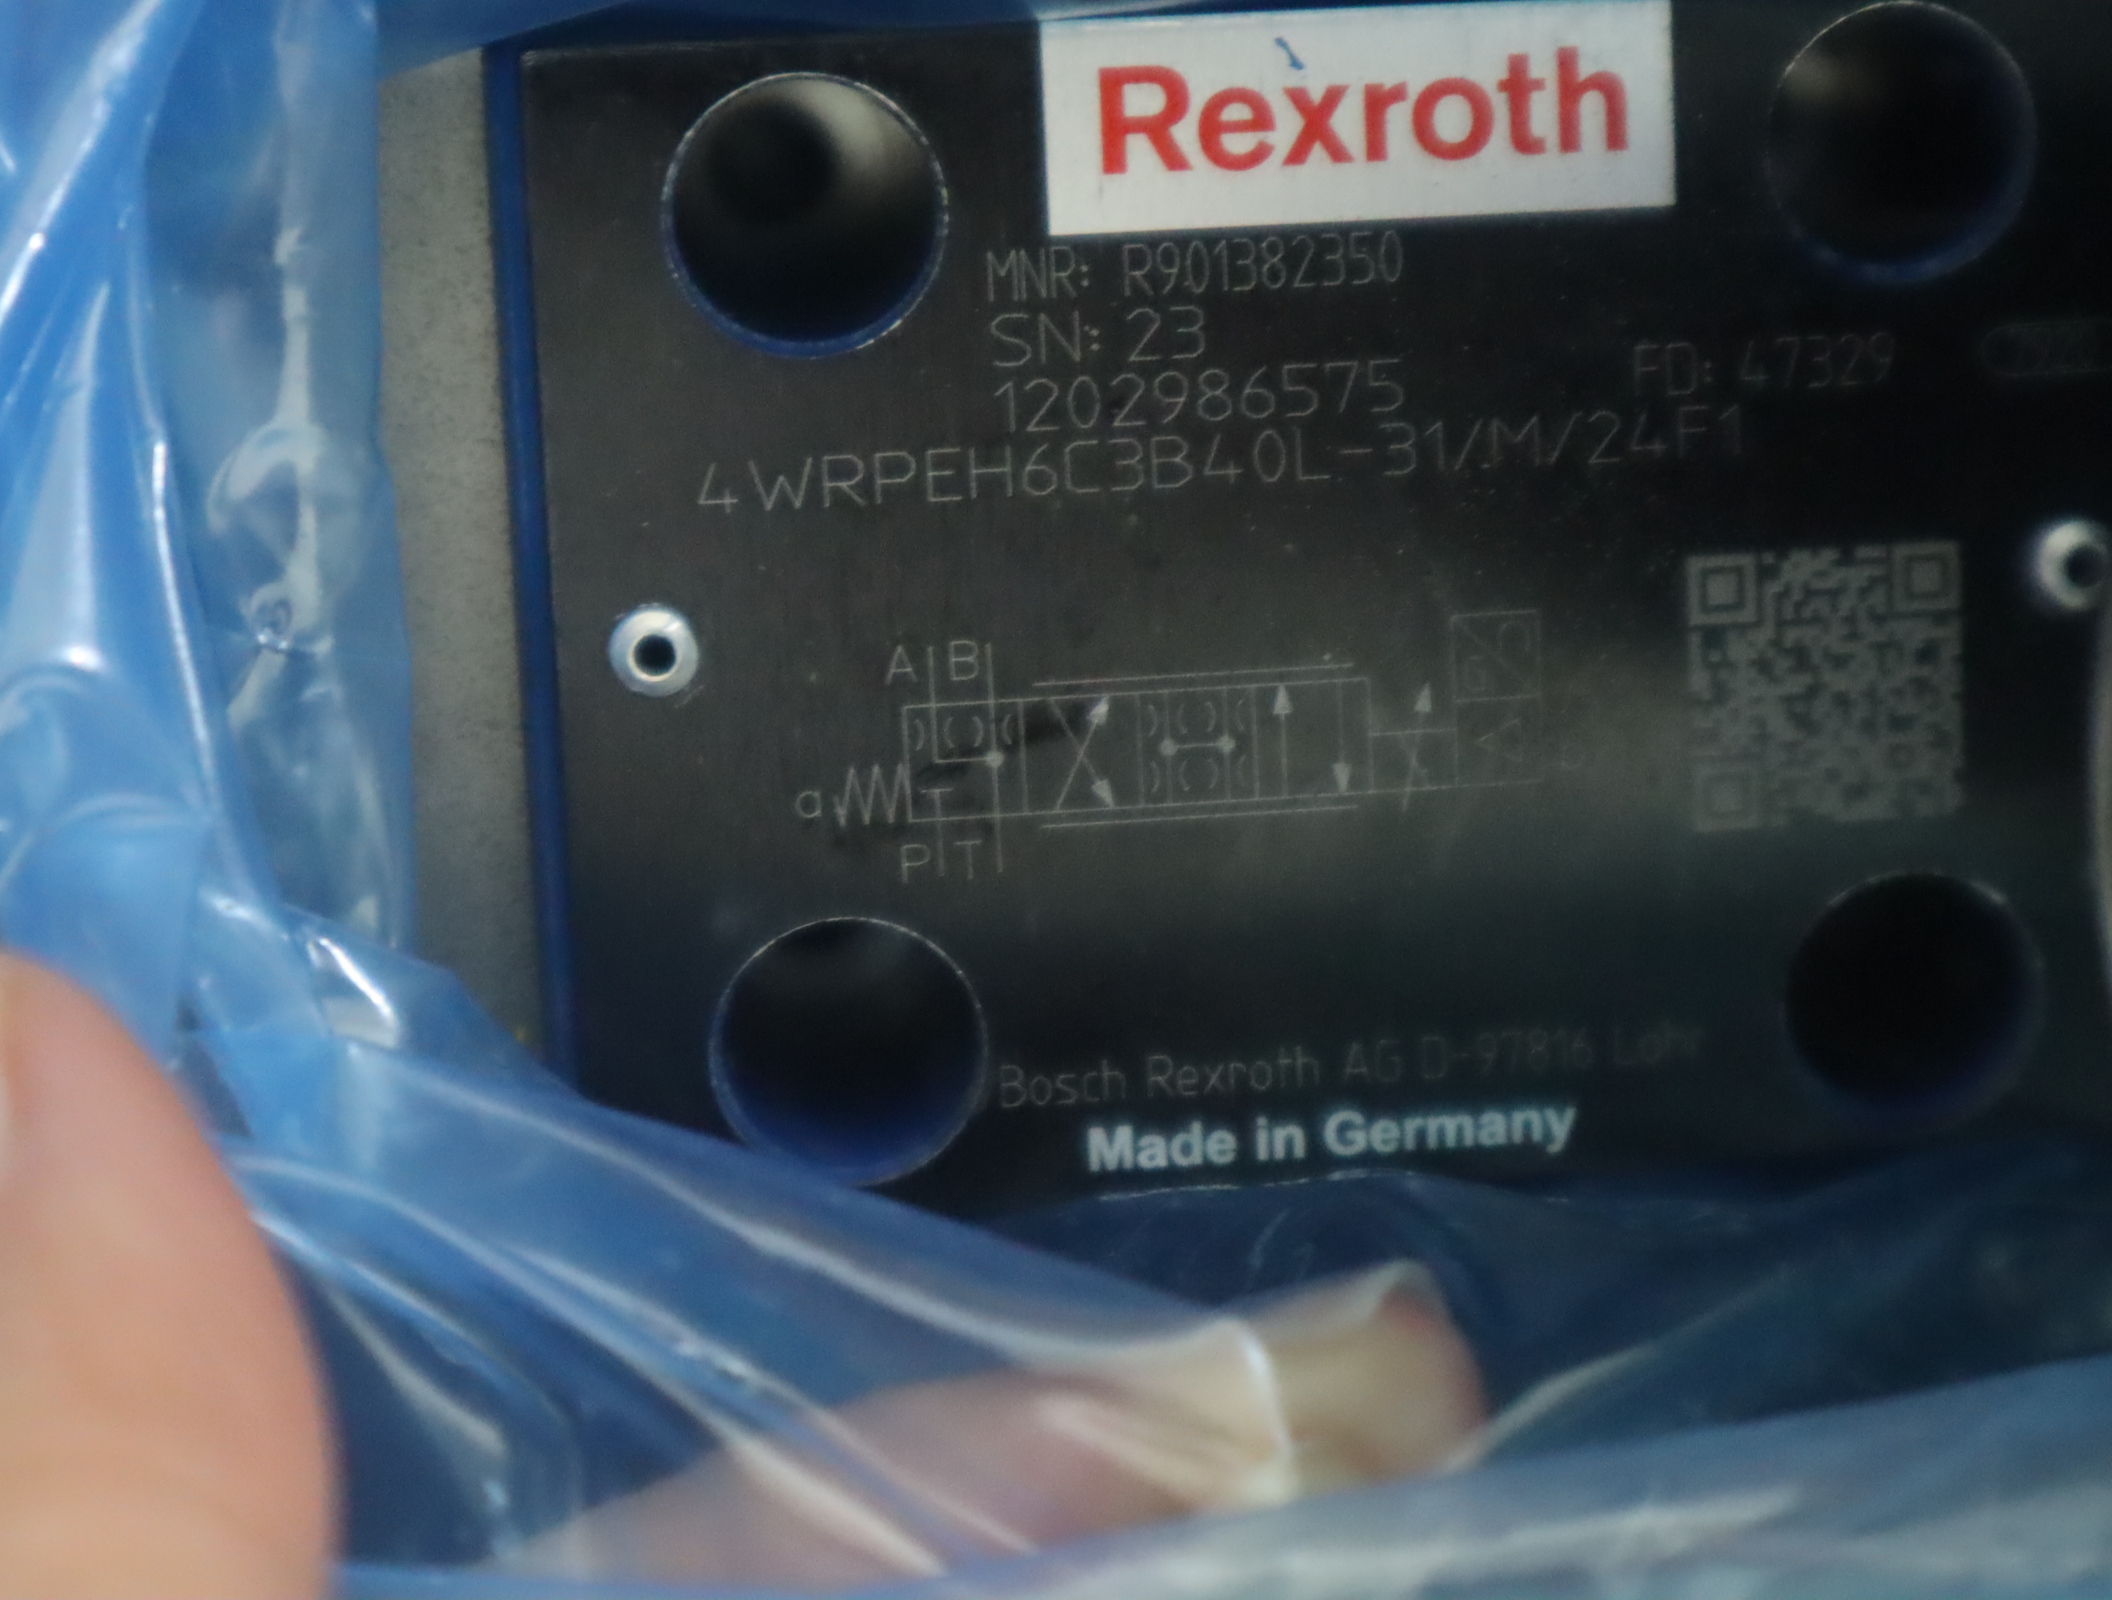 Rexroth
MNR: R901382350
SN: 23
1202986575
FD: 47329
4WRPEH6C3B40L-31/M/24F1
A B
a
T
P T
Bosch Rexroth AG D-97816 Lohr
Made in Germany